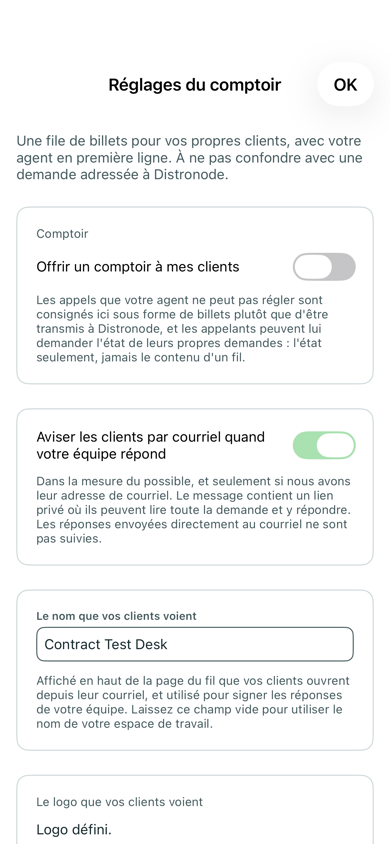 Réglages du comptoir
OK
Une file de billets pour vos propres clients, avec votre
agent en première ligne. À ne pas confondre avec une
demande adressée à Distronode.
Comptoir
Offrir un comptoir à mes clients
Les appels que votre agent ne peut pas régler sont
consignés ici sous forme de billets plutôt que d'être
transmis à Distronode, et les appelants peuvent lui
demander l'état de leurs propres demandes : l'état
seulement, jamais le contenu d'un fil.
Aviser les clients par courriel quand
votre équipe répond
Dans la mesure du possible, et seulement si nous avons
leur adresse de courriel. Le message contient un lien
privé où ils peuvent lire toute la demande et y répondre.
Les réponses envoyées directement au courriel ne sont
pas suivies.
Le nom que vos clients voient
Contract Test Desk
Affiché en haut de la page du fil que vos clients ouvrent
depuis leur courriel, et utilisé pour signer les réponses
de votre équipe. Laissez ce champ vide pour utiliser le
nom de votre espace de travail.
Le logo que vos clients voient
Logo défini.